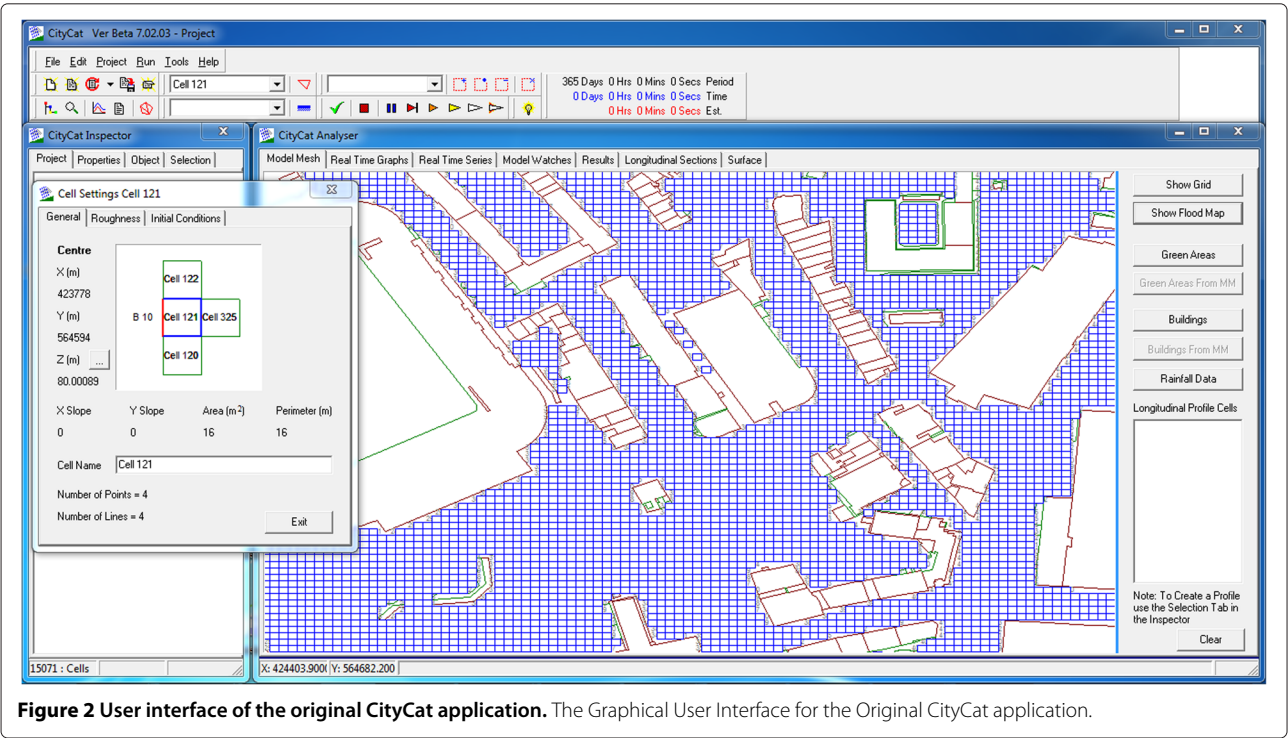 CityCat Ver Beta 7.02.03 - Project
File Edit Project Run Tools Help
Cell 121
365 Days 0 Hrs 0 Mins 0 Secs Period
0 Days 0 Hrs 0 Mins 0 Secs Time
0 Hrs 0 Mins 0 Secs Est.
CityCat Inspector
Project Properties Object Selection
CityCat Analyser
Model Mesh Real Time Graphs Real Time Series Model Watches Results Longitudinal Sections Surface
Cell Settings Cell 121
General Roughness Initial Conditions
Centre
X (m)
423778
Y (m)
564594
Z (m) ...
80.00089
Cell 122
B 10 Cell 121 Cell 325
Cell 120
X Slope Y Slope Area (m²) Perimeter (m)
0 0 16 16
Cell Name Cell 121
Number of Points = 4
Number of Lines = 4
Exit
Show Grid
Show Flood Map
Green Areas
Green Areas From MM
Buildings
Buildings From MM
Rainfall Data
Longitudinal Profile Cells
Note: To Create a Profile
use the Selection Tab in
the Inspector
Clear
15071 : Cells
X: 424403.900( Y: 564682.200
Figure 2 User interface of the original CityCat application. The Graphical User Interface for the Original CityCat application.